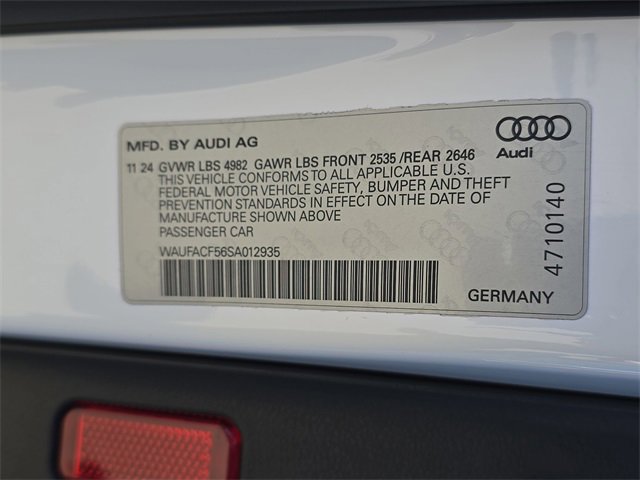 MFD. BY AUDI AG
11 24 GVWR LBS 4982 GAWR LBS FRONT 2535 /REAR 2646
THIS VEHICLE CONFORMS TO ALL APPLICABLE U.S.
FEDERAL MOTOR VEHICLE SAFETY, BUMPER AND THEFT
PREVENTION STANDARDS IN EFFECT ON THE DATE OF
MANUFACTURE SHOWN ABOVE
PASSENGER CAR
WAUFACF56SA012935
Audi
4710140
GERMANY